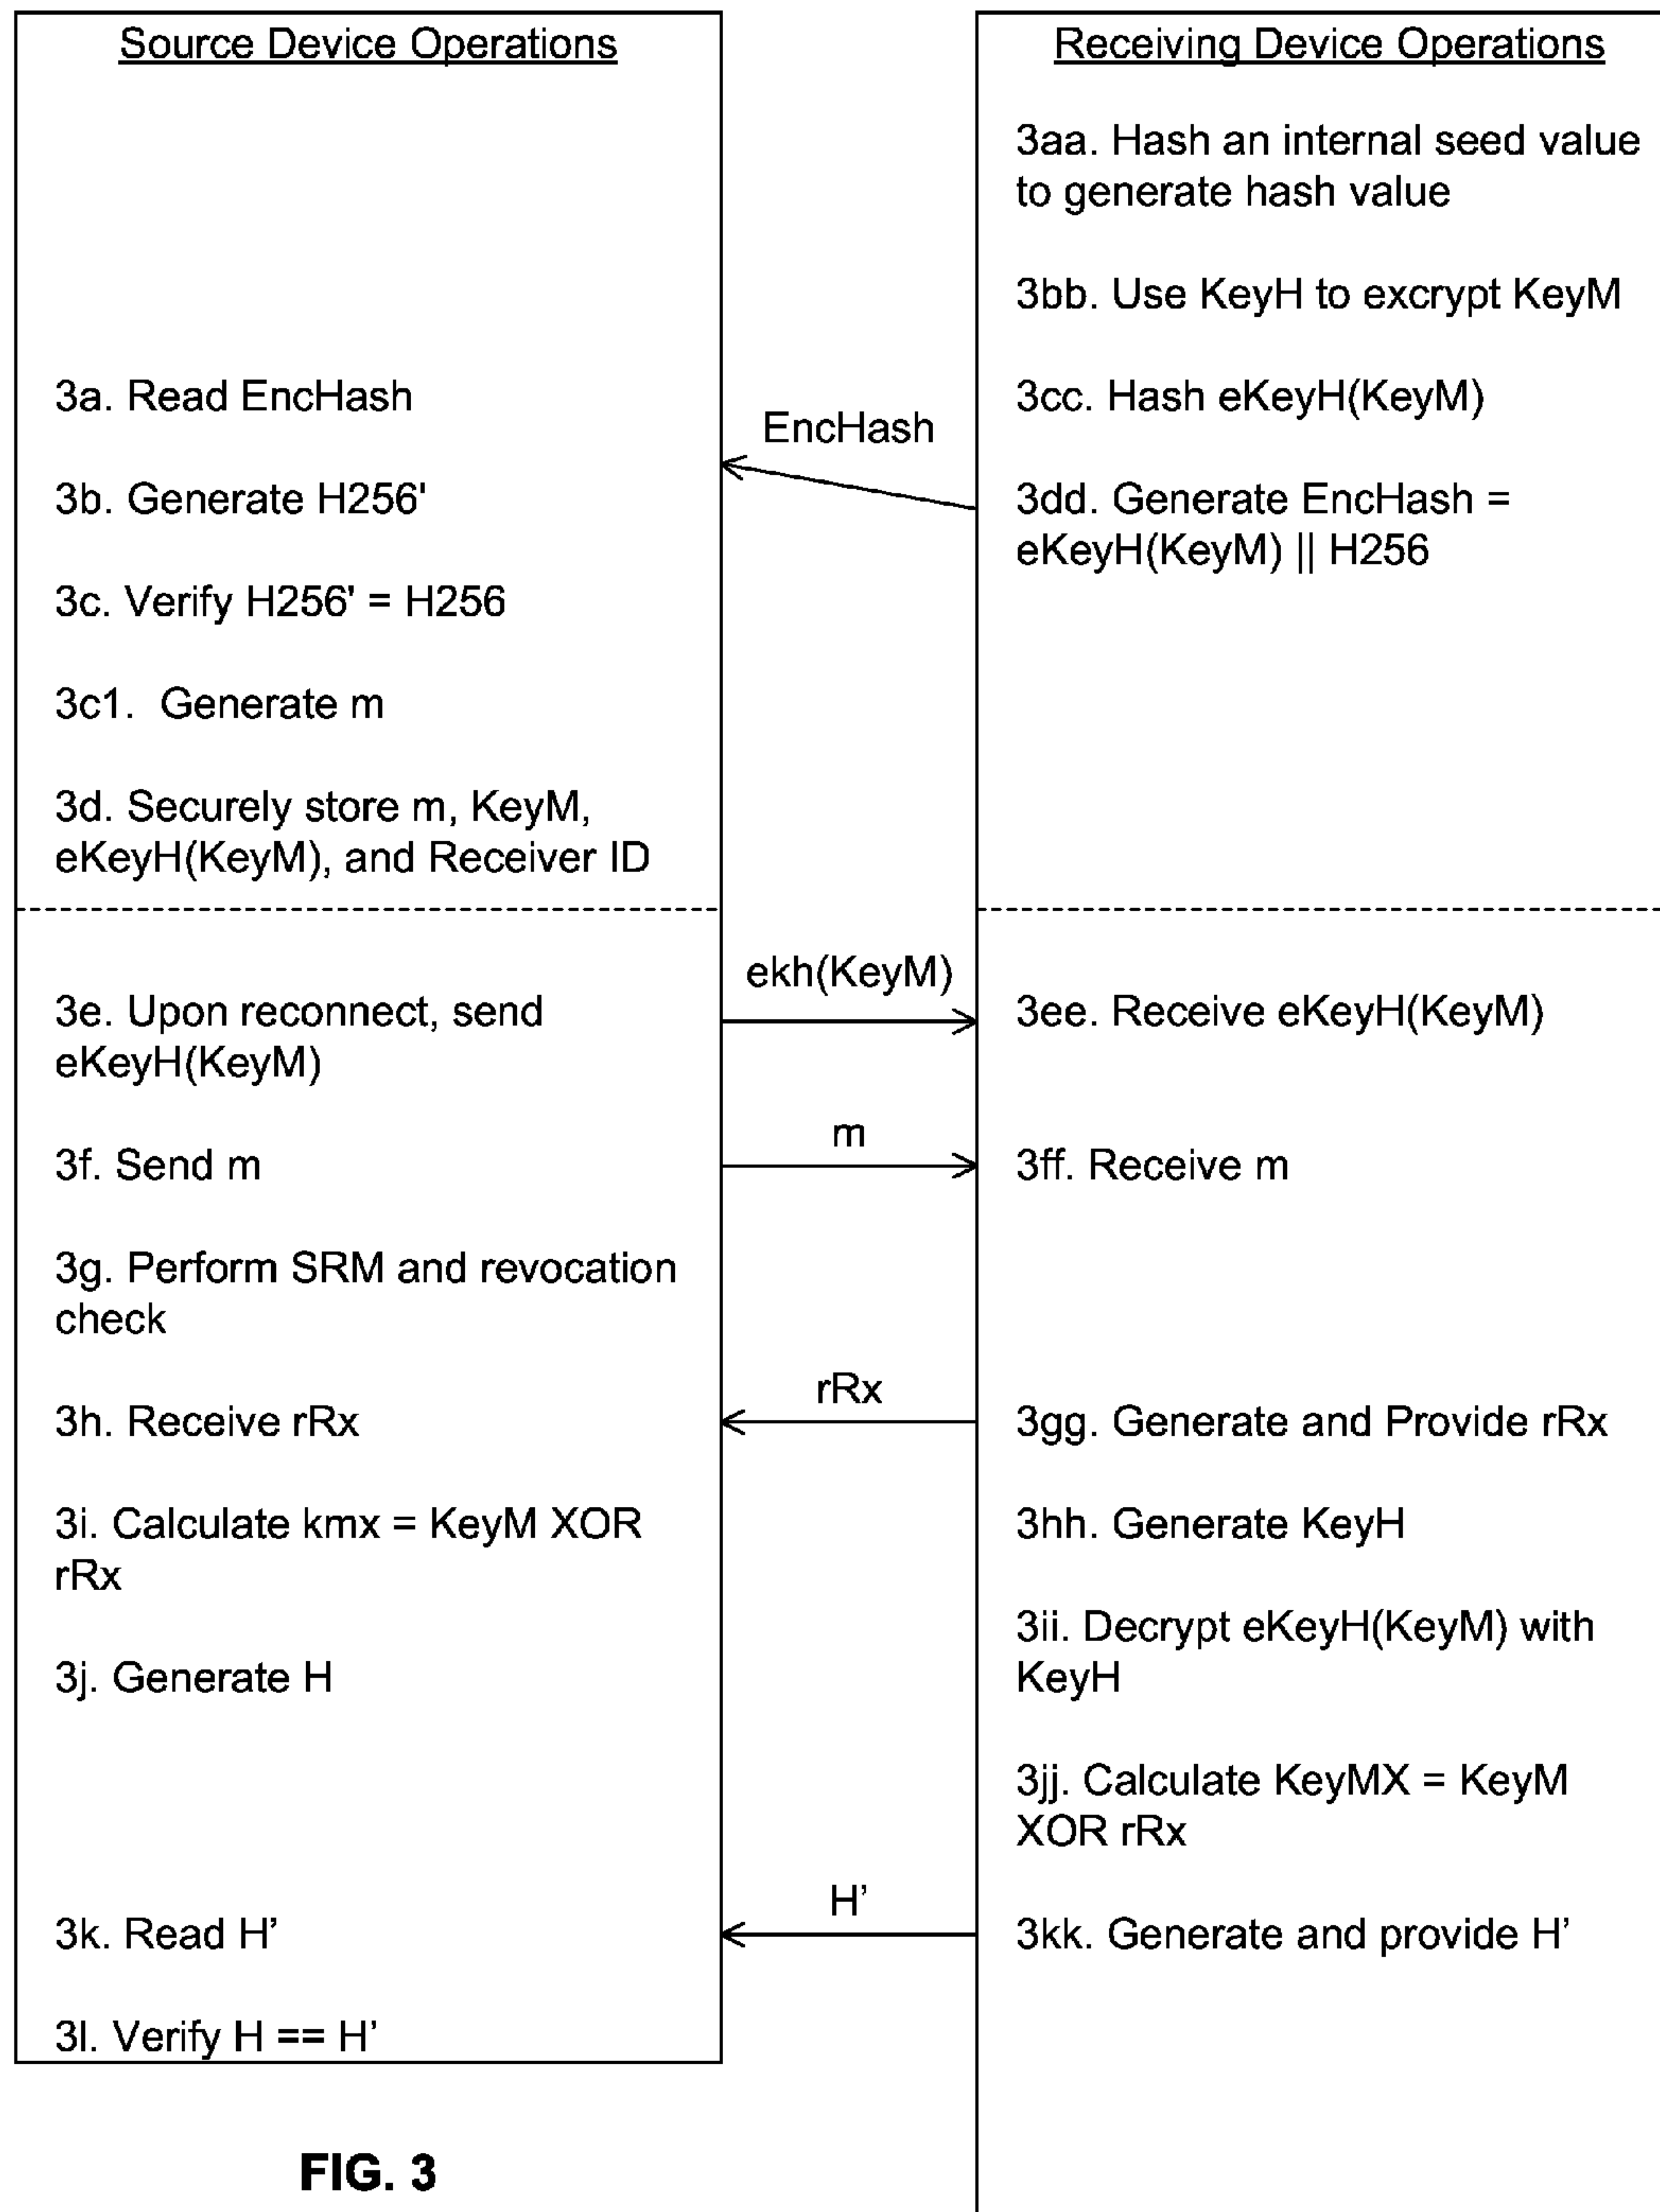 Source Device Operations
3a. Read EncHash
3b. Generate H256'
3c. Verify H256' = H256
3c1. Generate m
3d. Securely store m, KeyM,
eKeyH(KeyM), and Receiver ID
3e. Upon reconnect, send
eKeyH(KeyM)
3f. Send m
3g. Perform SRM and revocation
check
3h. Receive rRx
3i. Calculate kmx = KeyM XOR
rRx
3j. Generate H
3k. Read H’
3l. Verify H == H’
EncHash
ekh(KeyM)
m
rRx
H’
Receiving Device Operations
3aa. Hash an internal seed value
to generate hash value
3bb. Use KeyH to excrypt KeyM
3cc. Hash eKeyH(KeyM)
3dd. Generate EncHash =
eKeyH(KeyM) || H256
3ee. Receive eKeyH(KeyM)
3ff. Receive m
3gg. Generate and Provide rRx
3hh. Generate KeyH
3ii. Decrypt eKeyH(KeyM) with
KeyH
3jj. Calculate KeyMX = KeyM
XOR rRx
3kk. Generate and provide H’
FIG. 3